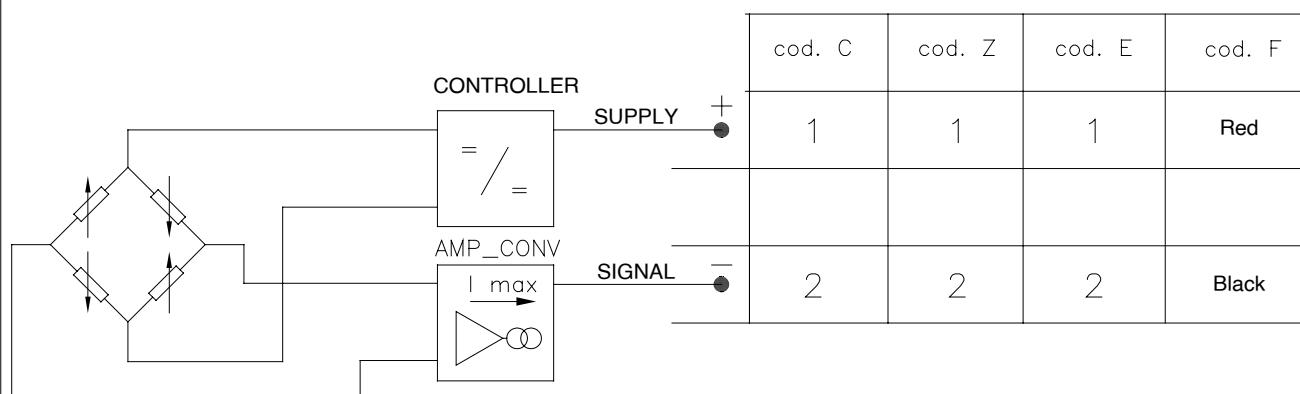 cod. C cod. Z cod. E cod. F
CONTROLLER
SUPPLY + 1 1 1 Red
= / =
AMP_CONV
SIGNAL − 2 2 2 Black
I max